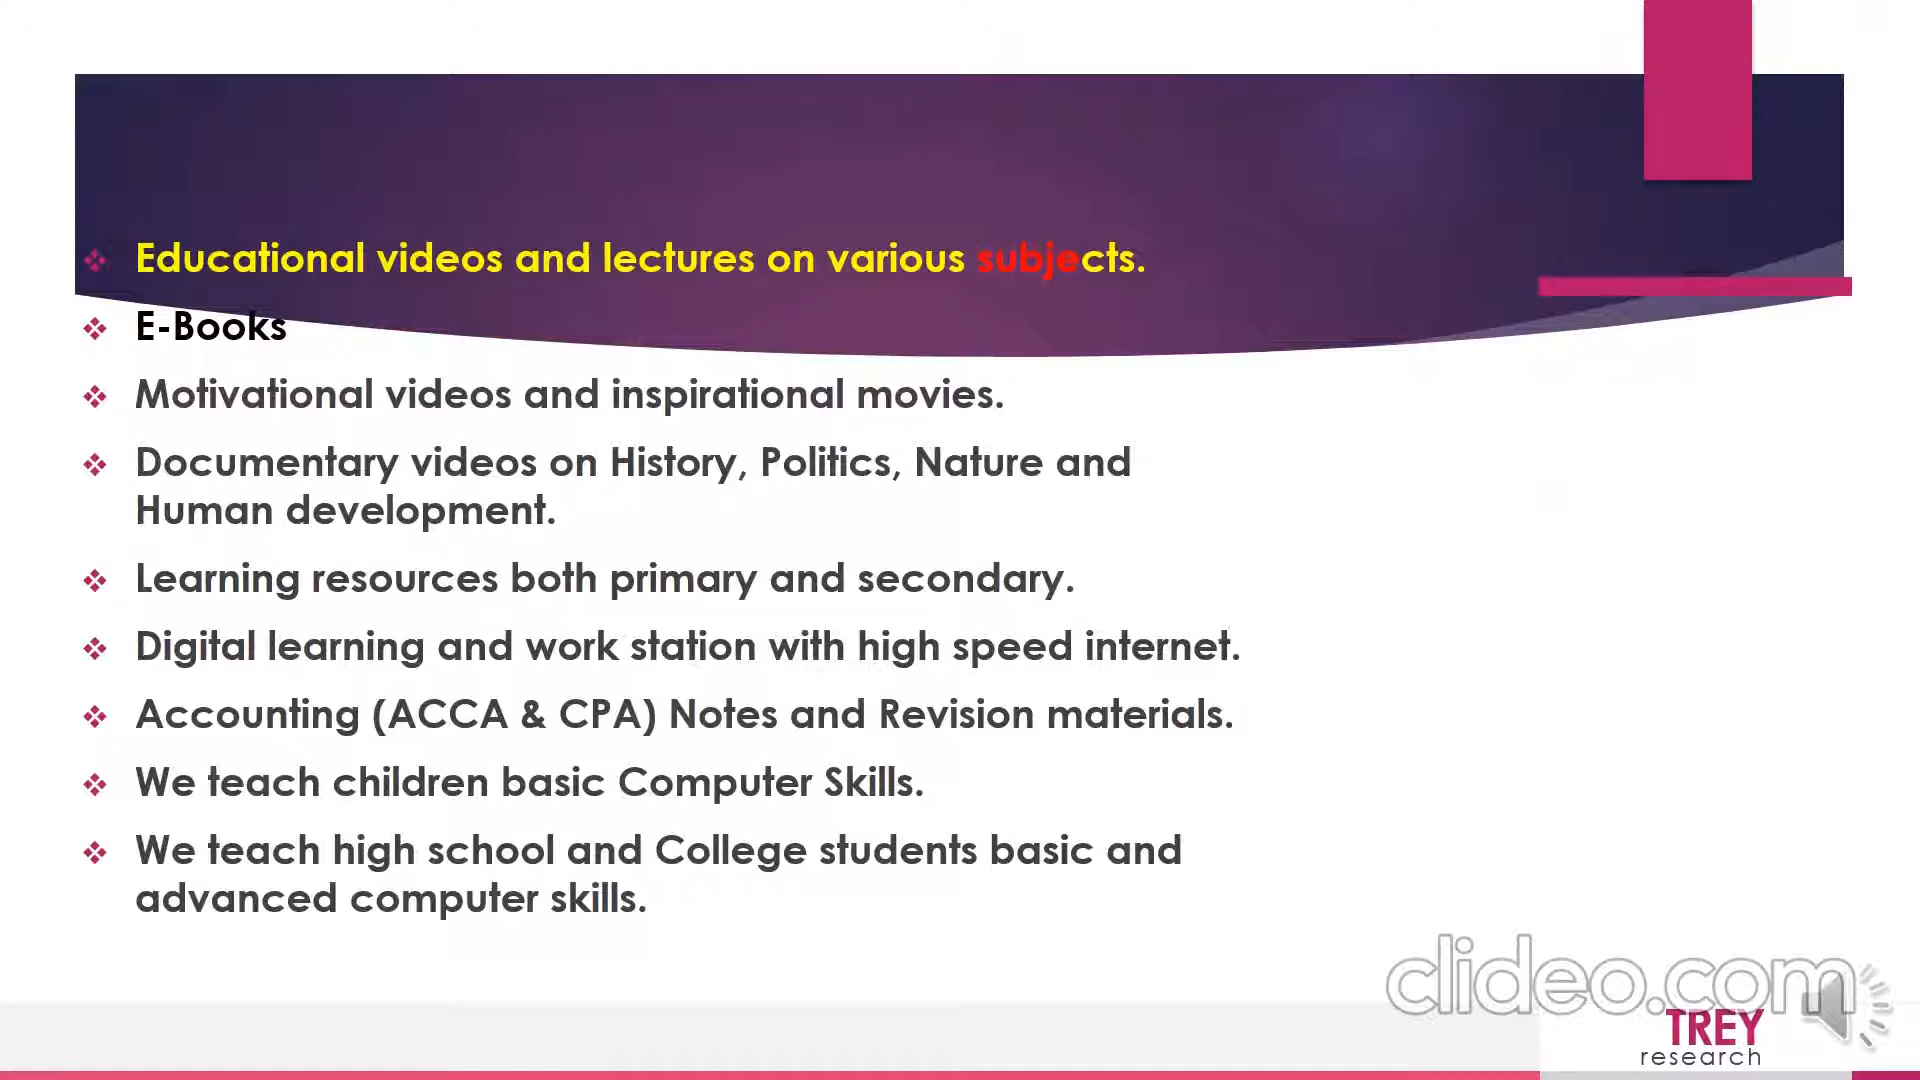 Educational videos and lectures on various subjects.
E-Books
Motivational videos and inspirational movies.
Documentary videos on History, Politics, Nature and
Human development.
Learning resources both primary and secondary.
Digital learning and work station with high speed internet.
Accounting (ACCA & CPA) Notes and Revision materials.
We teach children basic Computer Skills.
We teach high school and College students basic and
advanced computer skills.
clideo.com
TREY
research